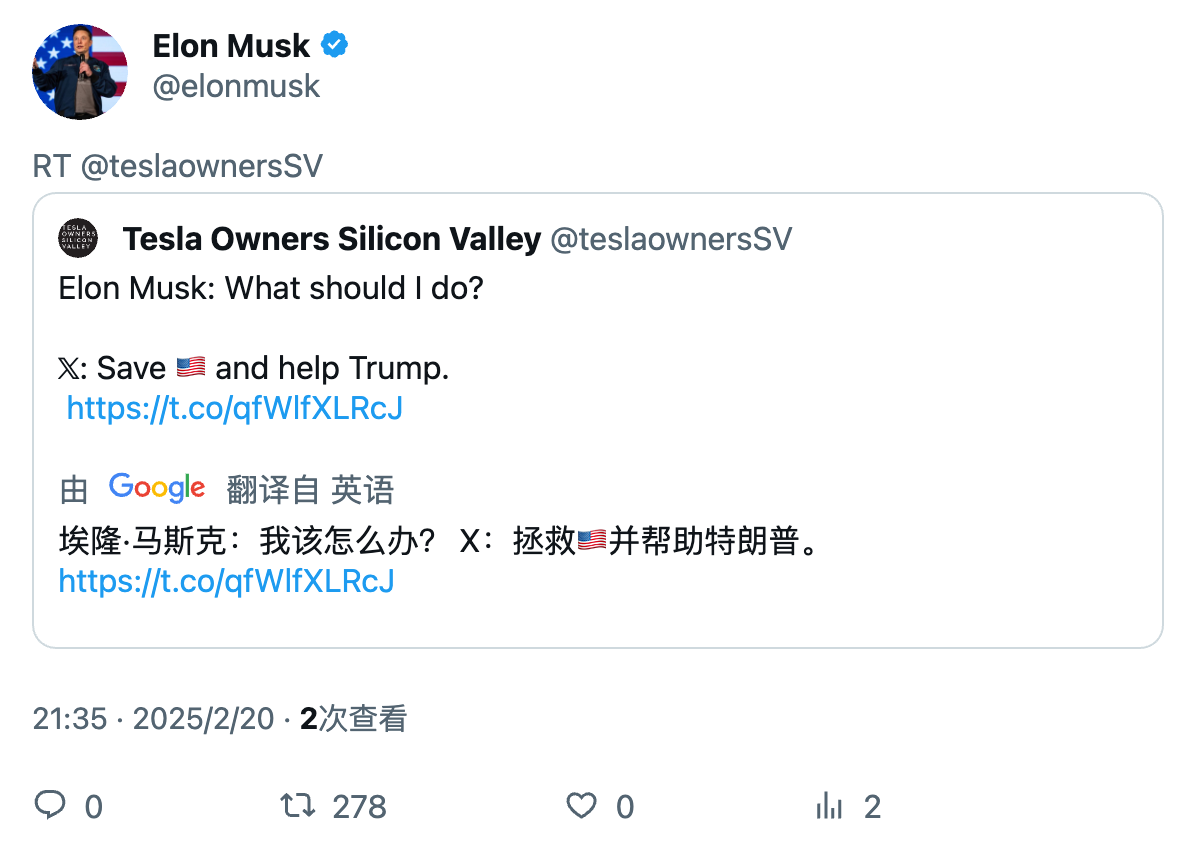 Elon Musk
@elonmusk
RT @teslaownersSV
TESLA
OWNERS
SILICON
VALLEY
Tesla Owners Silicon Valley @teslaownersSV
Elon Musk: What should I do?
𝕏: Save 🇺🇸 and help Trump.
https://t.co/qfWlfXLRcJ
由 Google 翻译自 英语
埃隆·马斯克：我该怎么办？ X：拯救🇺🇸并帮助特朗普。
https://t.co/qfWlfXLRcJ
21:35 · 2025/2/20 · 2次查看
0 278 0 2